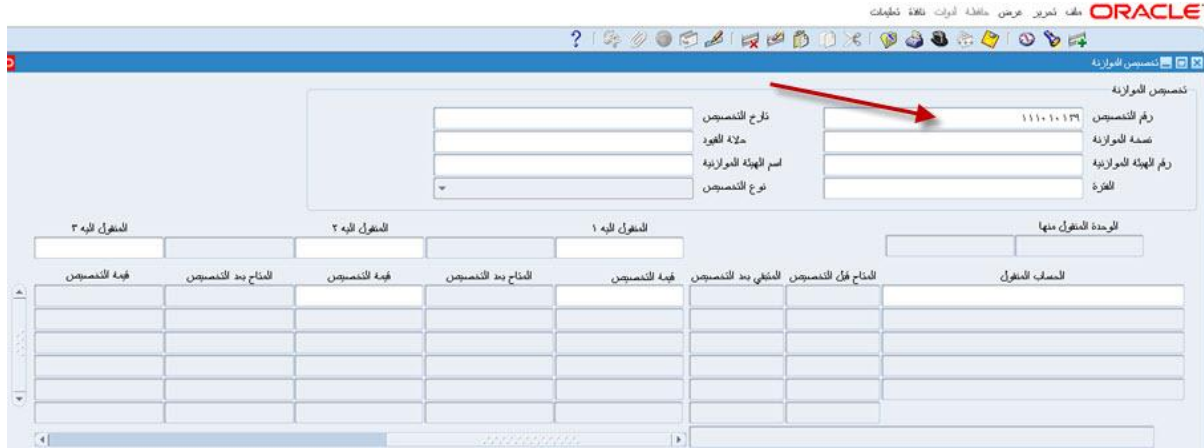 ORACLE ملف تحرير عرض حافظة أدوات نافذة تعليمات
?
تخصيص الموازنة
تخصيص الموازنة
رقم التخصيص ١١١٠١٠١٣٩ تاريخ التخصيص
نسخة الموازنة حالة القيود
رقم الهيئة الموازنية اسم الهيئة الموازنية
الفترة نوع التخصيص
الوحدة المنقول منها المنقول اليه ١ المنقول اليه ٢ المنقول اليه ٣
الحساب المنقول المتاح قبل التخصيص المتبقي بعد التخصيص قيمة التخصيص المتاح بعد التخصيص قيمة التخصيص المتاح بعد التخصيص قيمة التخصيص